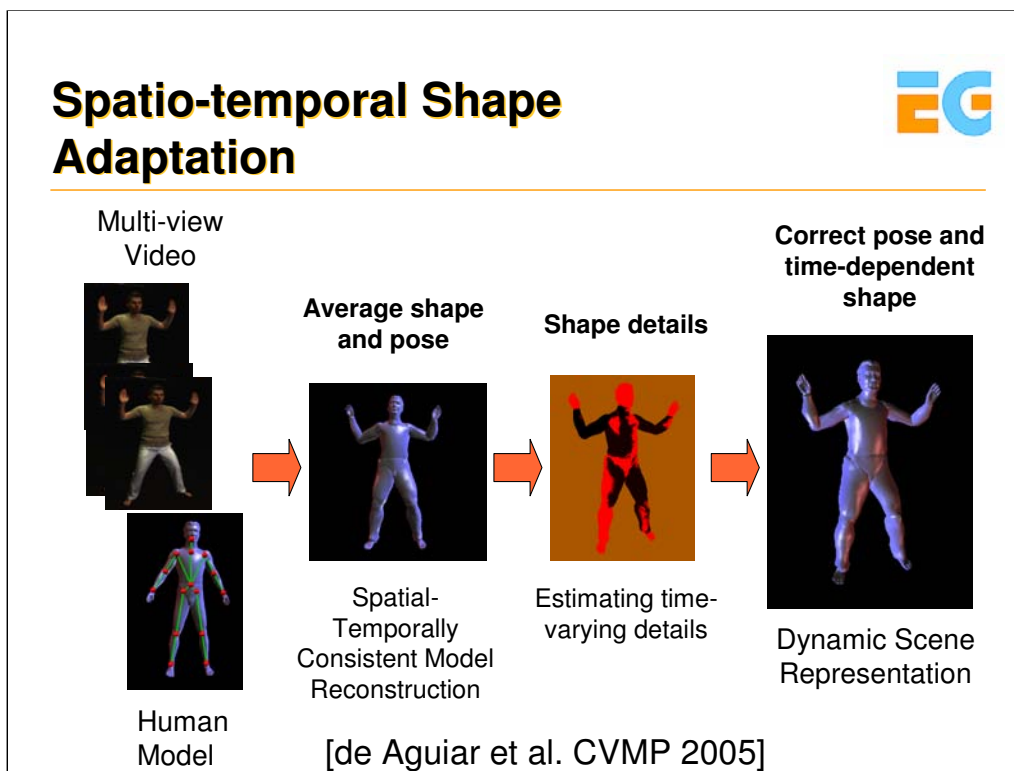 Spatio-temporal Shape
Adaptation
EG
Multi-view
Video
Human
Model
Average shape
and pose
Spatial-
Temporally
Consistent Model
Reconstruction
Shape details
Estimating time-
varying details
Correct pose and
time-dependent
shape
Dynamic Scene
Representation
[de Aguiar et al. CVMP 2005]